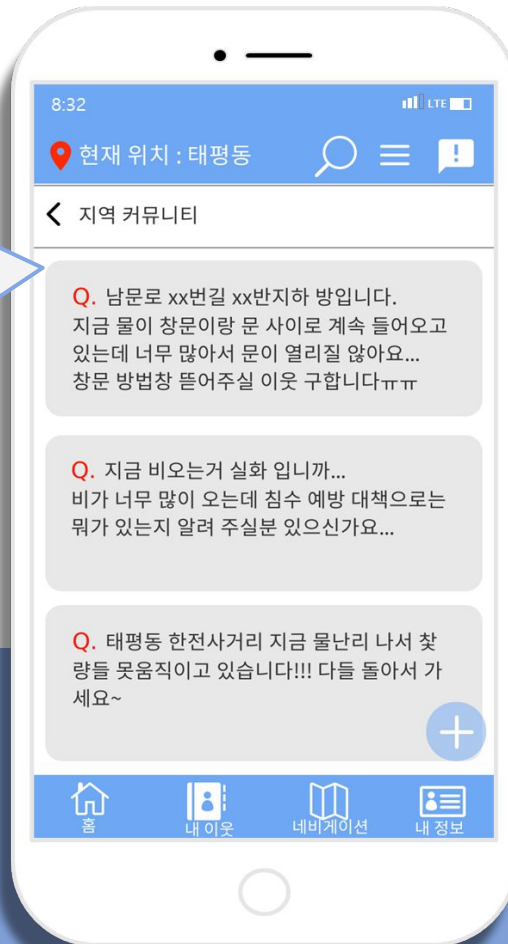 8:32
LTE
현재 위치 : 태평동
지역 커뮤니티
Q. 남문로 xx번길 xx반지하 방입니다.
지금 물이 창문이랑 문 사이로 계속 들어오고
있는데 너무 많아서 문이 열리질 않아요...
창문 방법창 뜯어주실 이웃 구합니다ㅠㅠ
Q. 지금 비오는거 실화 입니까...
비가 너무 많이 오는데 침수 예방 대책으로는
뭐가 있는지 알려 주실분 있으신가요...
Q. 태평동 한전사거리 지금 물난리 나서 찿
량들 못움직이고 있습니다!!! 다들 돌아서 가
세요~
홈
내 이웃
네비게이션
내 정보